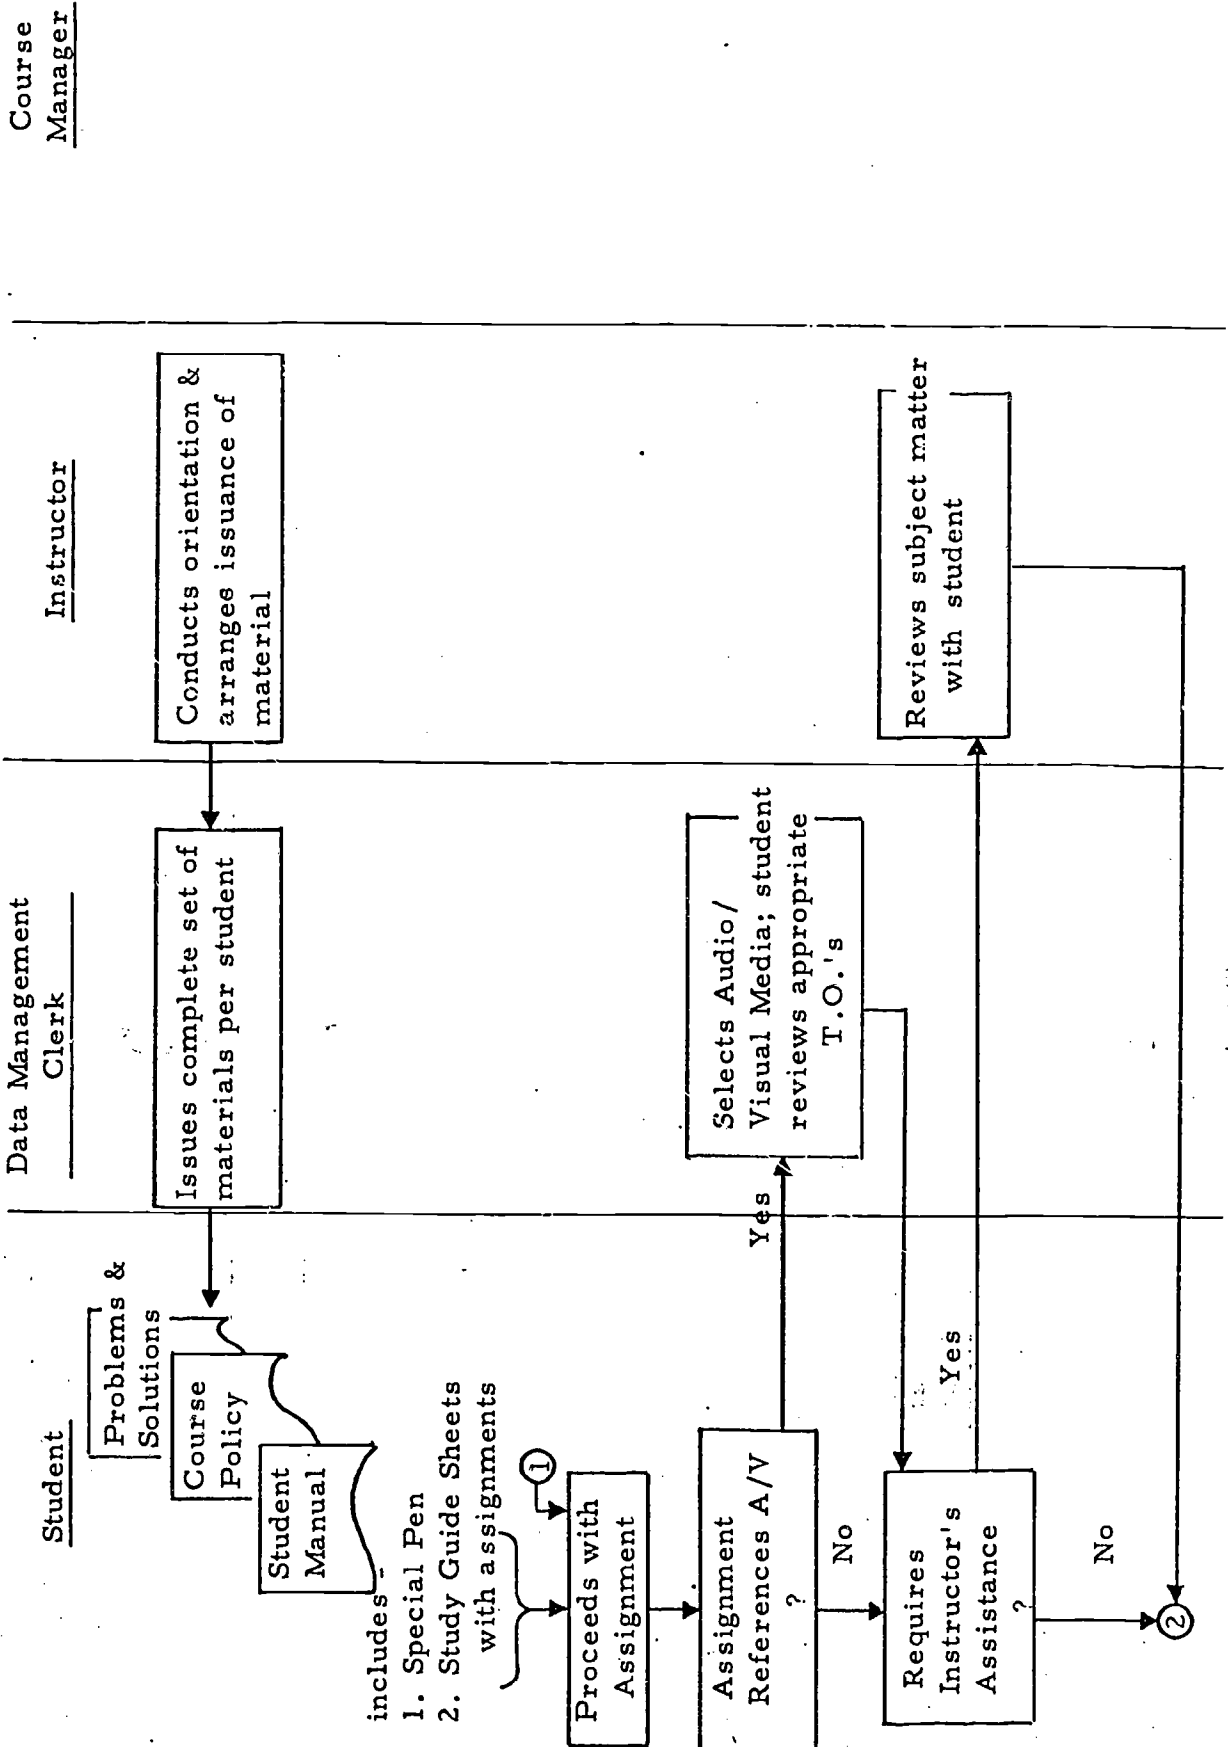 Student
Data Management
Clerk
Instructor
Course
Manager
Problems &
Solutions
Course
Policy
Student
Manual
Issues complete set of
materials per student
Conducts orientation &
arranges issuance of
material
includes -
1. Special Pen
2. Study Guide Sheets
with assignments
1
Proceeds with
Assignment
Assignment
References A/V
?
Yes
Selects Audio/
Visual Media; student
reviews appropriate
T.O.'s
No
Requires
Instructor's
Assistance
?
Yes
Reviews subject matter
with student
No
2